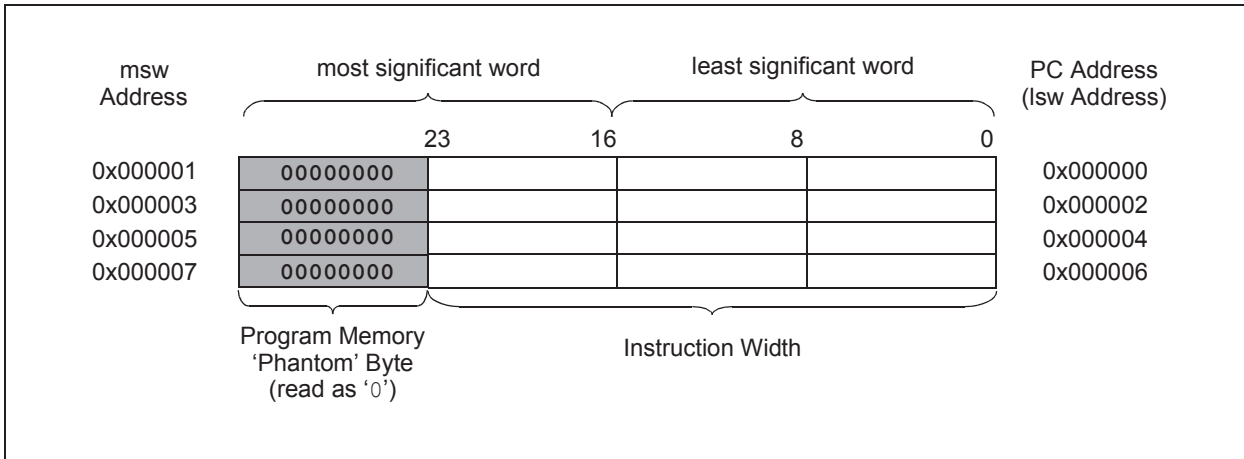 msw
Address
most significant word
least significant word
PC Address
(lsw Address)
23 16 8 0
0x000001 00000000 0x000000
0x000003 00000000 0x000002
0x000005 00000000 0x000004
0x000007 00000000 0x000006
Program Memory
‘Phantom’ Byte
(read as ‘0’)
Instruction Width